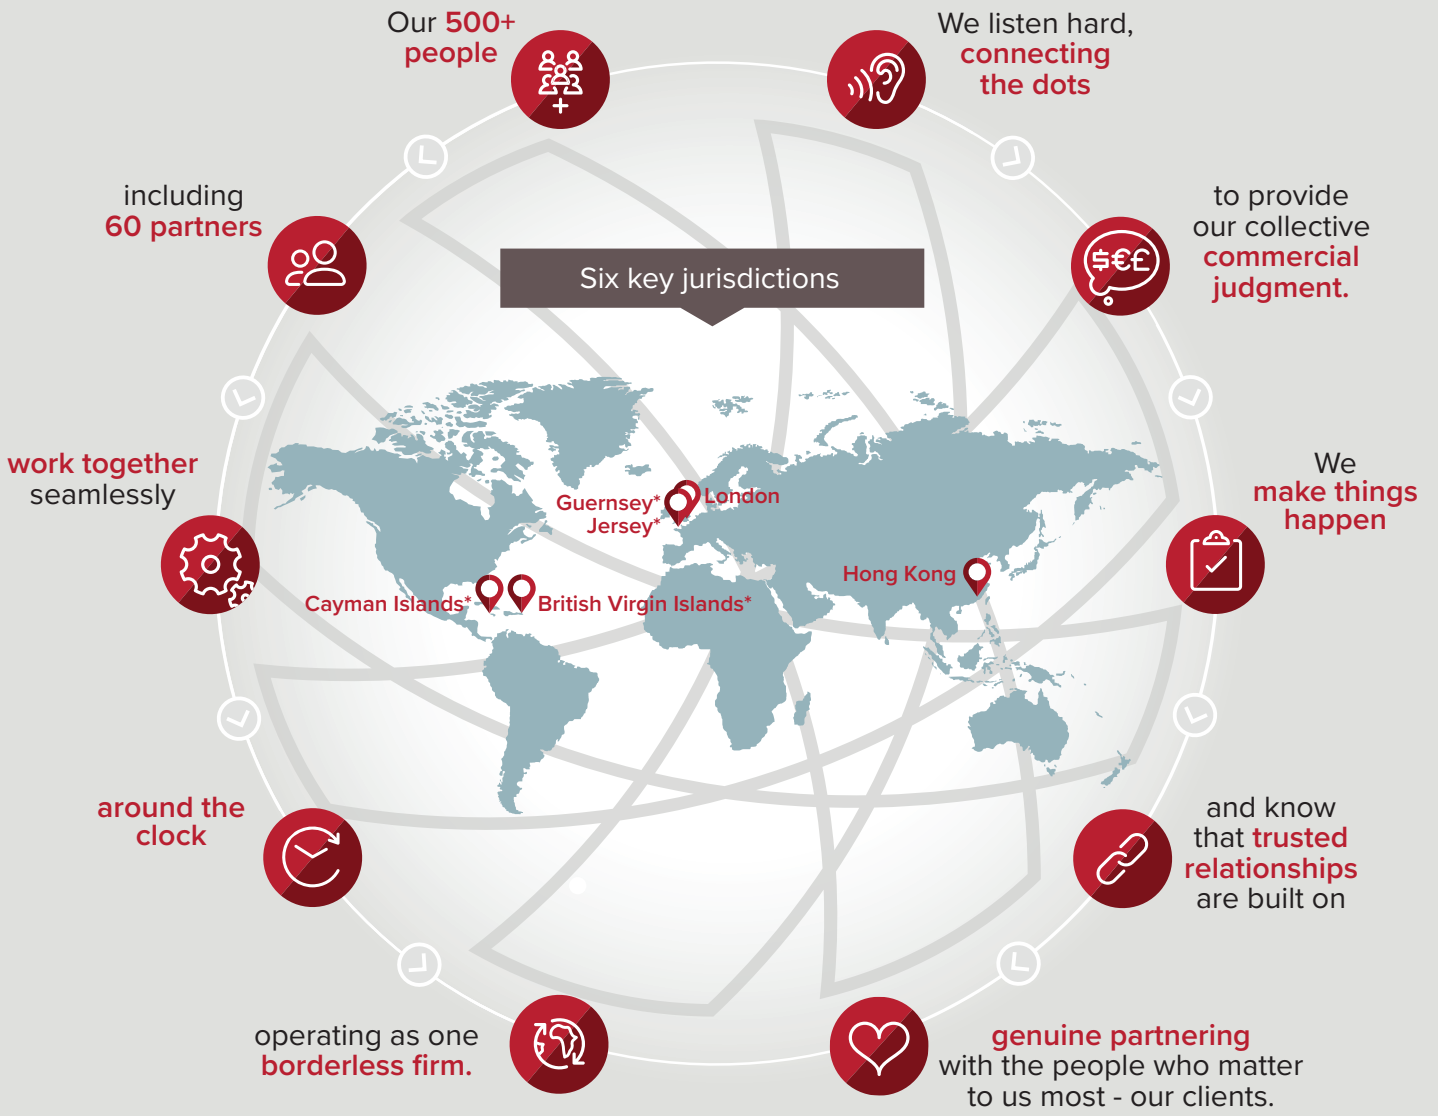 Our 500+
people
including
60 partners
work together
seamlessly
around the
clock
operating as one
borderless firm.
We listen hard,
connecting
the dots
to provide
our collective
commercial
judgment.
$€£
We
make things
happen
and know
that trusted
relationships
are built on
genuine partnering
with the people who matter
to us most - our clients.
Six key jurisdictions
Guernsey*
Jersey*
London
Hong Kong
Cayman Islands*
British Virgin Islands*